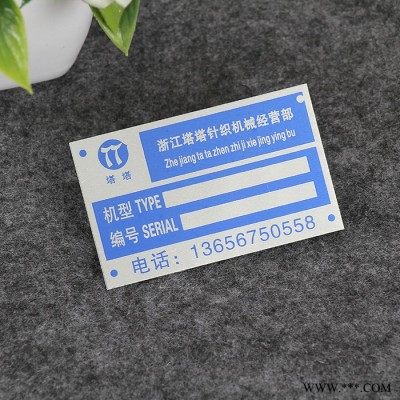 浙江塔塔针织机械经营部
Zhe jiang ta ta zhen zhi ji xie jing ying bu
塔塔
机型 TYPE
编号 SERIAL
电话：13656750558
WWW.***.COM